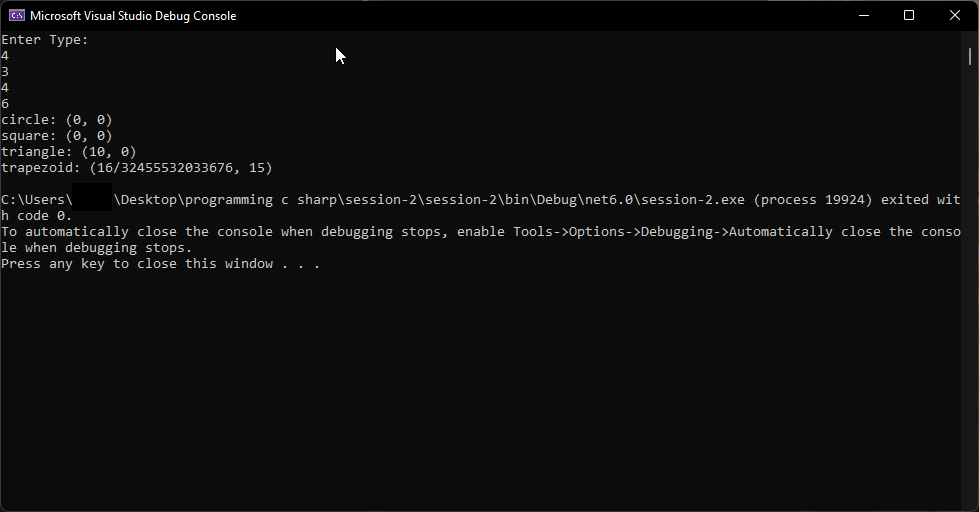 Microsoft Visual Studio Debug Console
Enter Type:
4
3
4
6
circle: (0, 0)
square: (0, 0)
triangle: (10, 0)
trapezoid: (16/32455532033676, 15)
C:\Users\ \Desktop\programming c sharp\session-2\session-2\bin\Debug\net6.0\session-2.exe (process 19924) exited wit
h code 0.
To automatically close the console when debugging stops, enable Tools->Options->Debugging->Automatically close the conso
le when debugging stops.
Press any key to close this window . . .